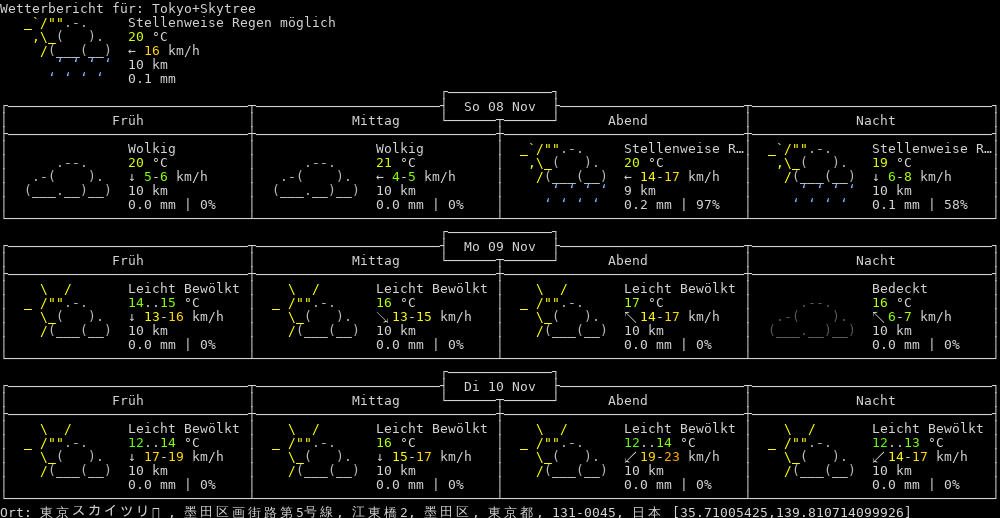 Wetterbericht für: Tokyo+Skytree
Stellenweise Regen möglich
20 °C
← 16 km/h
10 km
0.1 mm
So 08 Nov
Früh Mittag Abend Nacht
Wolkig Wolkig Stellenweise R… Stellenweise R…
20 °C 21 °C 20 °C 19 °C
↓ 5-6 km/h ← 4-5 km/h ← 14-17 km/h ↓ 6-8 km/h
10 km 10 km 9 km 10 km
0.0 mm | 0% 0.0 mm | 0% 0.2 mm | 97% 0.1 mm | 58%
Mo 09 Nov
Früh Mittag Abend Nacht
Leicht Bewölkt Leicht Bewölkt Leicht Bewölkt Bedeckt
14..15 °C 16 °C 17 °C 16 °C
↓ 13-16 km/h ↘ 13-15 km/h ↖ 14-17 km/h ↖ 6-7 km/h
10 km 10 km 10 km 10 km
0.0 mm | 0% 0.0 mm | 0% 0.0 mm | 0% 0.0 mm | 0%
Di 10 Nov
Früh Mittag Abend Nacht
Leicht Bewölkt Leicht Bewölkt Leicht Bewölkt Leicht Bewölkt
12..14 °C 16 °C 12..14 °C 12..13 °C
↓ 17-19 km/h ↓ 15-17 km/h ↙ 19-23 km/h ↙ 14-17 km/h
10 km 10 km 10 km 10 km
0.0 mm | 0% 0.0 mm | 0% 0.0 mm | 0% 0.0 mm | 0%
Ort: 東京スカイツリ, 墨田区画街路第5号線, 江東橋2, 墨田区, 東京都, 131-0045, 日本 [35.71005425,139.810714099926]